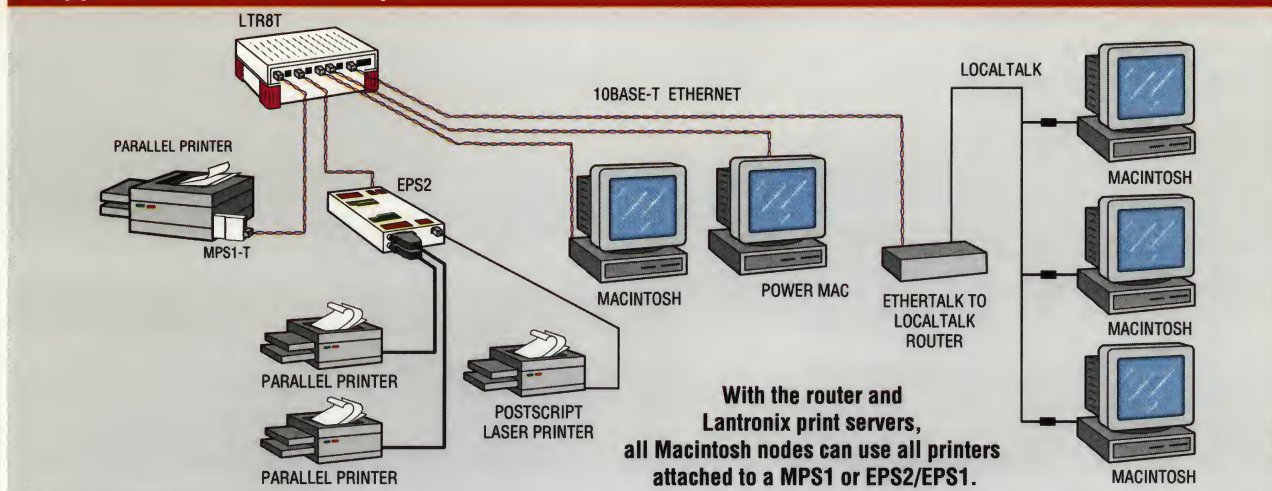 LTR8T
LOCALTALK
10BASE-T ETHERNET
PARALLEL PRINTER
EPS2
MACINTOSH
MPS1-T
MACINTOSH
POWER MAC
ETHERTALK TO
LOCALTALK
ROUTER
MACINTOSH
PARALLEL PRINTER
POSTSCRIPT
LASER PRINTER
With the router and
Lantronix print servers,
all Macintosh nodes can use all printers
attached to a MPS1 or EPS2/EPS1.
PARALLEL PRINTER
MACINTOSH